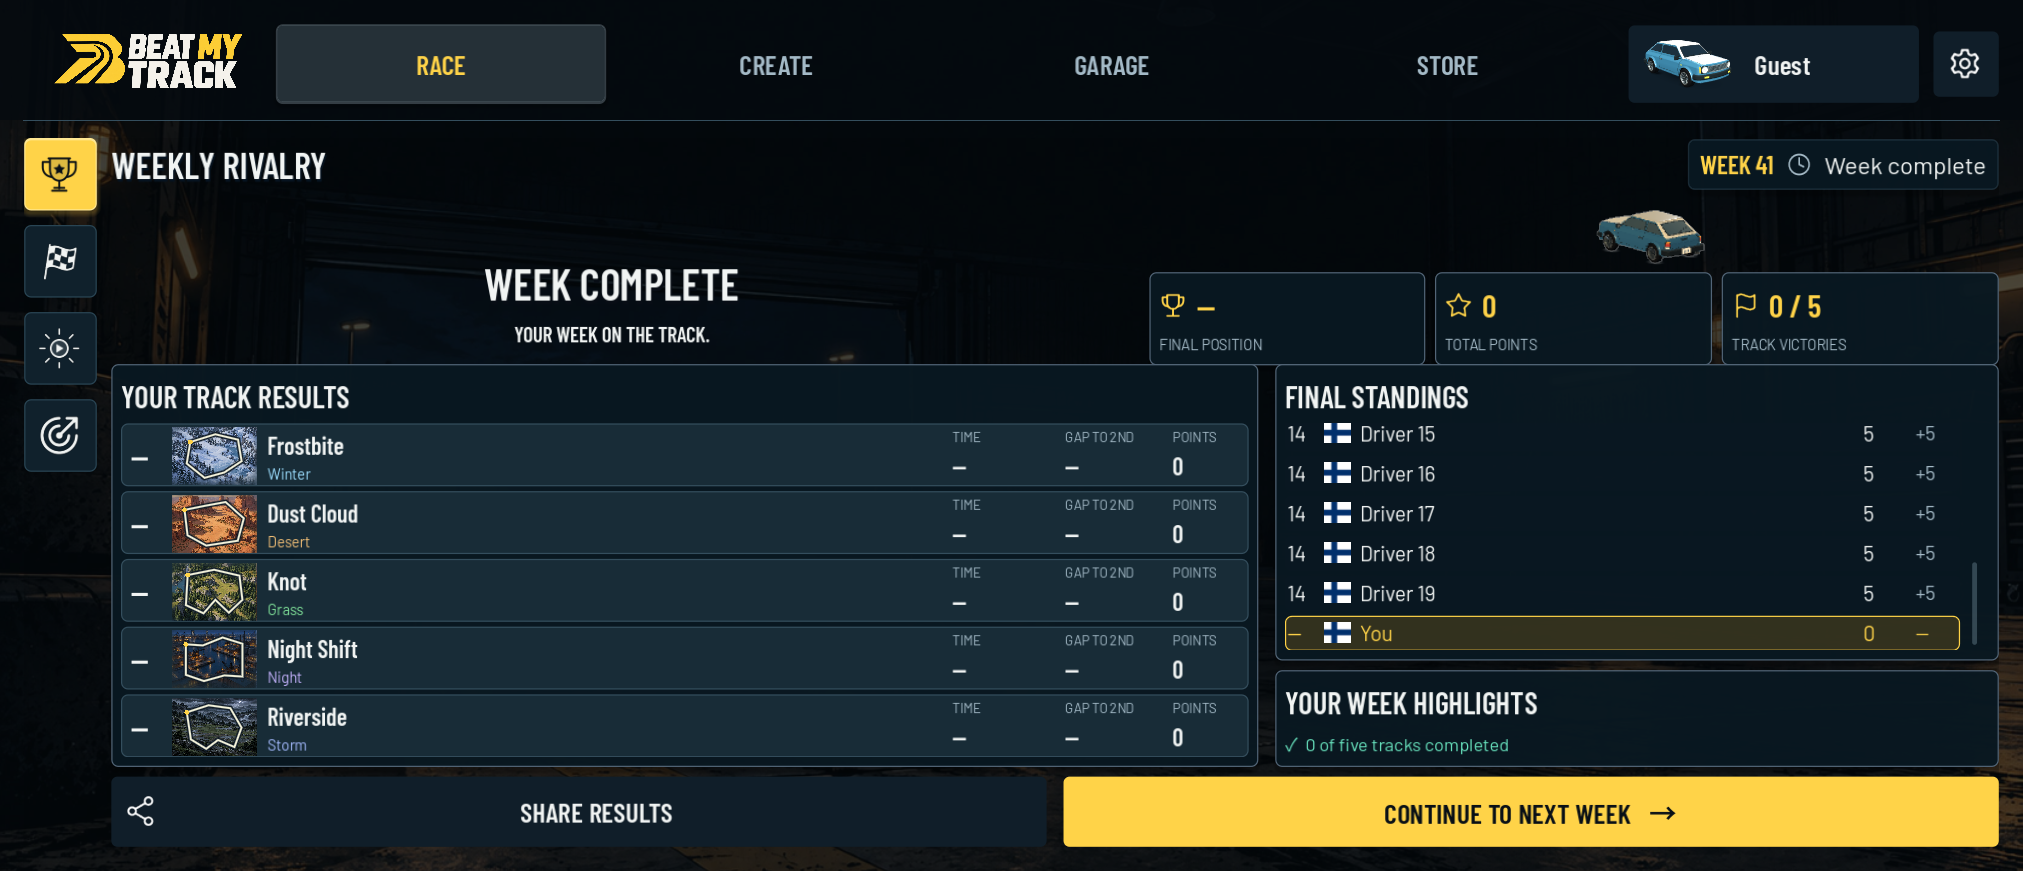 BEAT MY TRACK
RACE
CREATE
GARAGE
STORE
Guest
WEEKLY RIVALRY
WEEK 41 Week complete
WEEK COMPLETE
YOUR WEEK ON THE TRACK.
–
FINAL POSITION
0
TOTAL POINTS
0 / 5
TRACK VICTORIES
YOUR TRACK RESULTS
– Frostbite
Winter
TIME GAP TO 2ND POINTS
– – 0
– Dust Cloud
Desert
TIME GAP TO 2ND POINTS
– – 0
– Knot
Grass
TIME GAP TO 2ND POINTS
– – 0
– Night Shift
Night
TIME GAP TO 2ND POINTS
– – 0
– Riverside
Storm
TIME GAP TO 2ND POINTS
– – 0
FINAL STANDINGS
14 Driver 15 5 +5
14 Driver 16 5 +5
14 Driver 17 5 +5
14 Driver 18 5 +5
14 Driver 19 5 +5
– You 0 –
YOUR WEEK HIGHLIGHTS
✓ 0 of five tracks completed
SHARE RESULTS
CONTINUE TO NEXT WEEK →